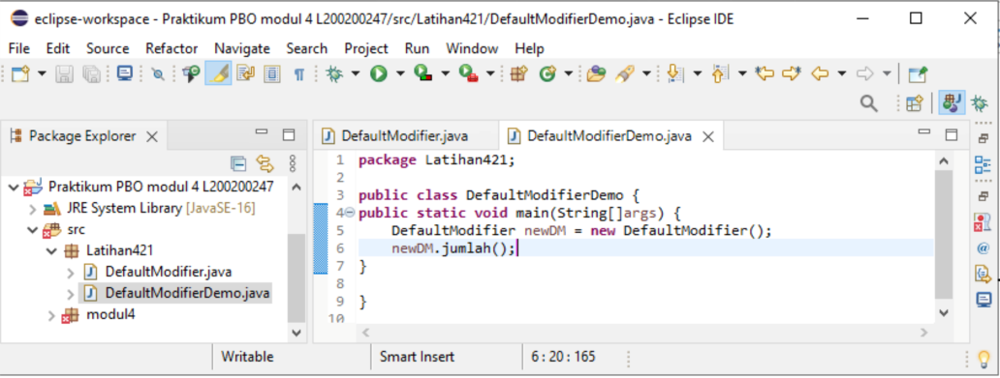 eclipse-workspace - Praktikum PBO modul 4 L200200247/src/Latihan421/DefaultModifierDemo.java - Eclipse IDE
File Edit Source Refactor Navigate Search Project Run Window Help
Package Explorer
Praktikum PBO modul 4 L200200247
JRE System Library [JavaSE-16]
src
Latihan421
DefaultModifier.java
DefaultModifierDemo.java
modul4
DefaultModifier.java DefaultModifierDemo.java
1 package Latihan421;
2
3 public class DefaultModifierDemo {
4 public static void main(String[]args) {
5 DefaultModifier newDM = new DefaultModifier();
6 newDM.jumlah();
7 }
8
9 }
10
Writable Smart Insert 6 : 20 : 165